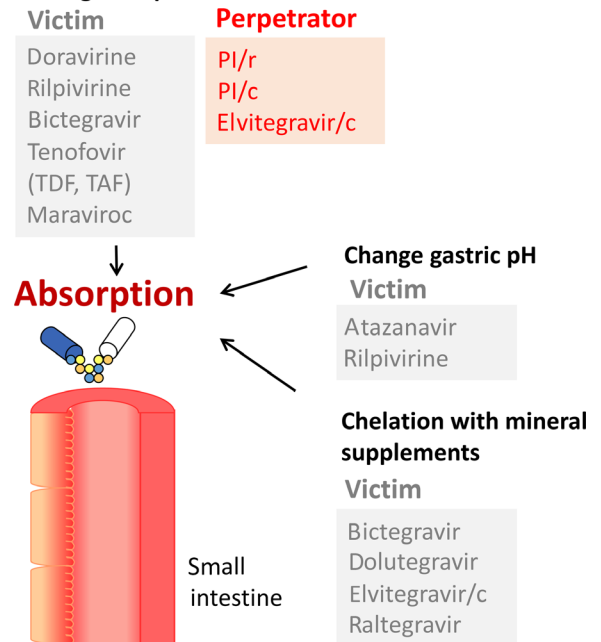 Victim
Perpetrator
Doravirine
Rilpivirine
Bictegravir
Tenofovir
(TDF, TAF)
Maraviroc
PI/r
PI/c
Elvitegravir/c
Absorption
Change gastric pH
Victim
Atazanavir
Rilpivirine
Chelation with mineral
supplements
Victim
Bictegravir
Dolutegravir
Elvitegravir/c
Raltegravir
Small
intestine